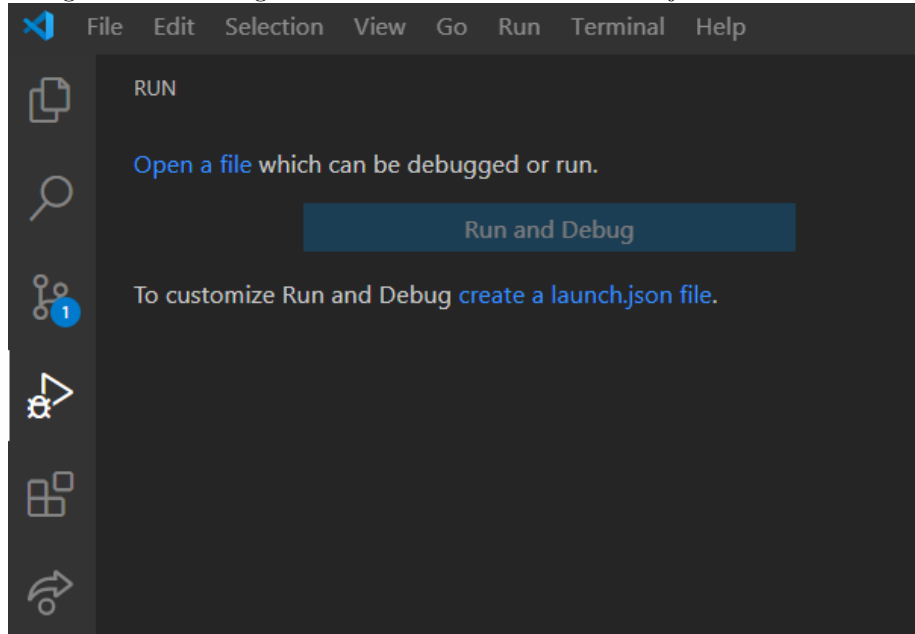 File Edit Selection View Go Run Terminal Help
RUN
Open a file which can be debugged or run.
Run and Debug
To customize Run and Debug create a launch.json file.
1